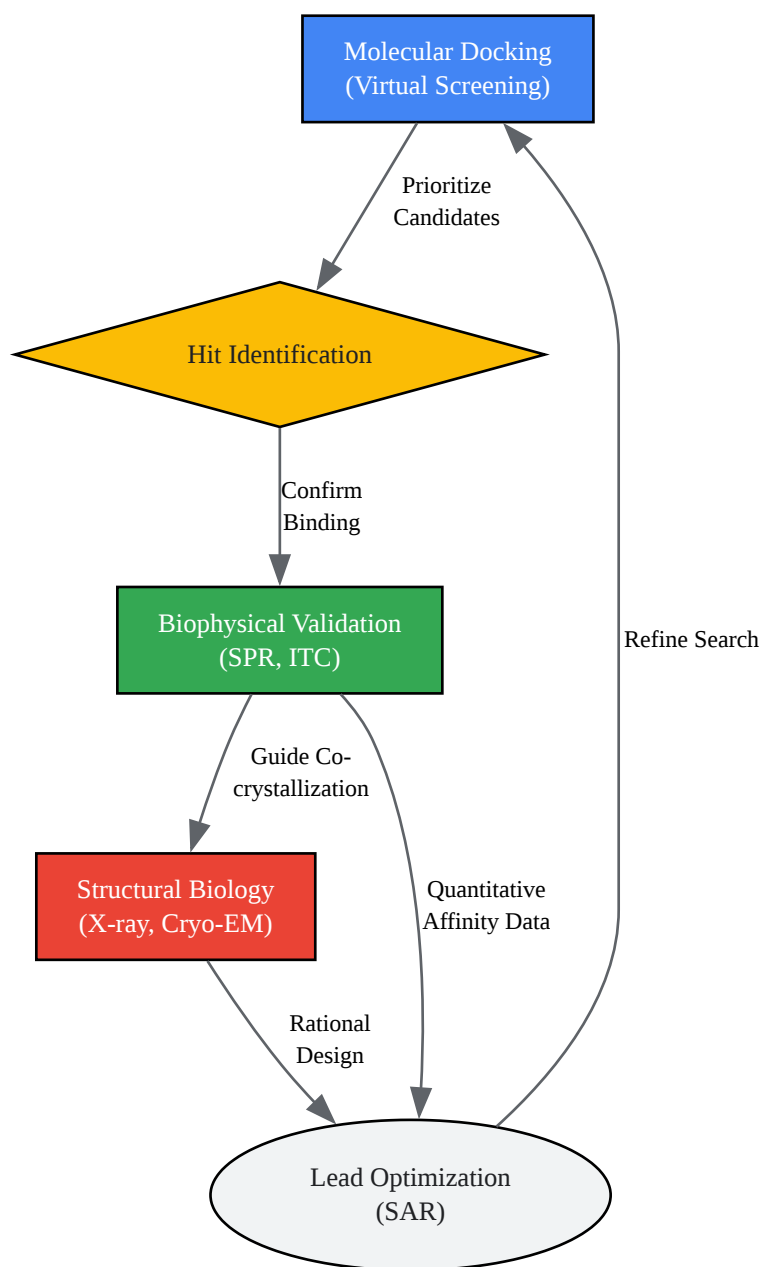 Molecular Docking
(Virtual Screening)
Prioritize
Candidates
Hit Identification
Confirm
Binding
Biophysical Validation
(SPR, ITC)
Refine Search
Guide Co-
crystallization
Structural Biology
(X-ray, Cryo-EM)
Quantitative
Affinity Data
Rational
Design
Lead Optimization
(SAR)